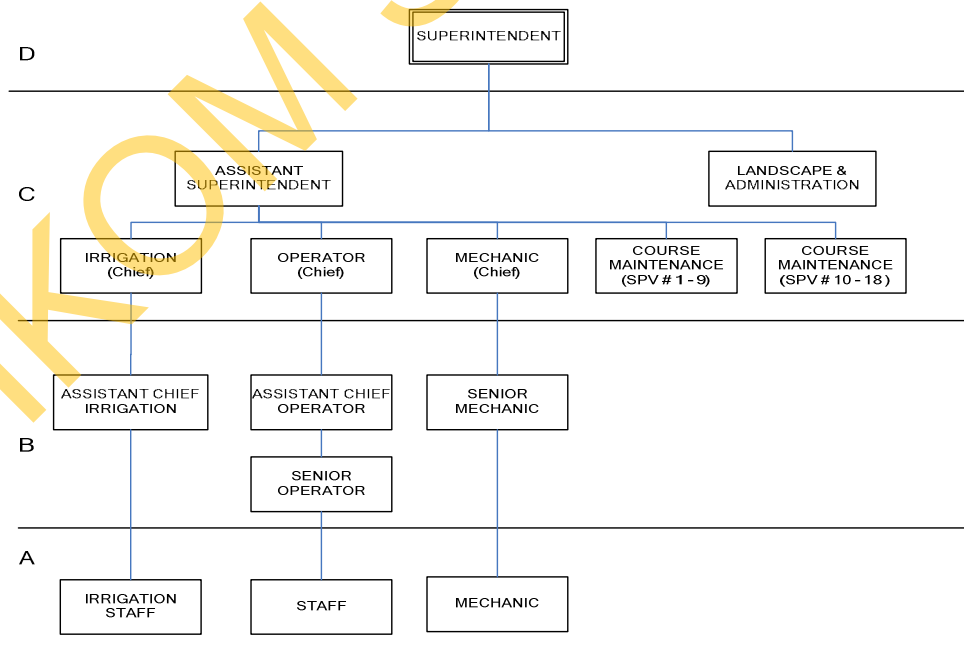 SUPERINTENDENT
D
ASSISTANT
SUPERINTENDENT
LANDSCAPE &
ADMINISTRATION
C
IRRIGATION
(Chief)
OPERATOR
(Chief)
MECHANIC
(Chief)
COURSE
MAINTENANCE
(SPV # 1 - 9)
COURSE
MAINTENANCE
(SPV # 10 - 18 )
ASSISTANT CHIEF
IRRIGATION
ASSISTANT CHIEF
OPERATOR
SENIOR
MECHANIC
B
SENIOR
OPERATOR
A
IRRIGATION
STAFF
STAFF
MECHANIC
IKOM